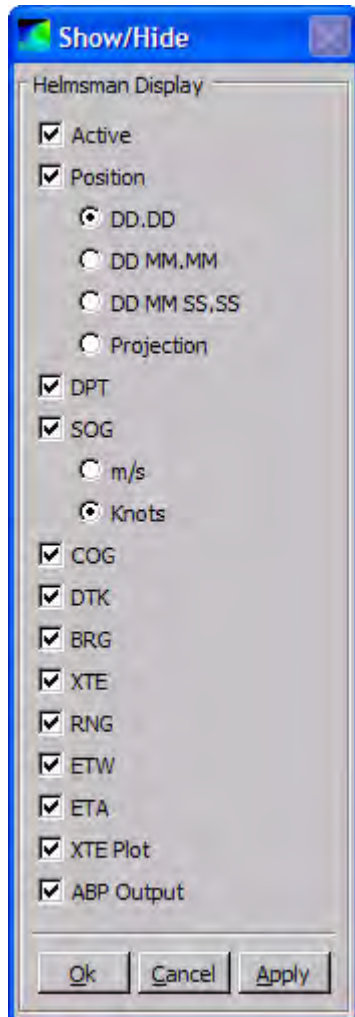 Show/Hide
Helmsman Display
Active
Position
DD.DD
DD MM.MM
DD MM SS.SS
Projection
DPT
SOG
m/s
Knots
COG
DTK
BRG
XTE
RNG
ETW
ETA
XTE Plot
ABP Output
Ok Cancel Apply